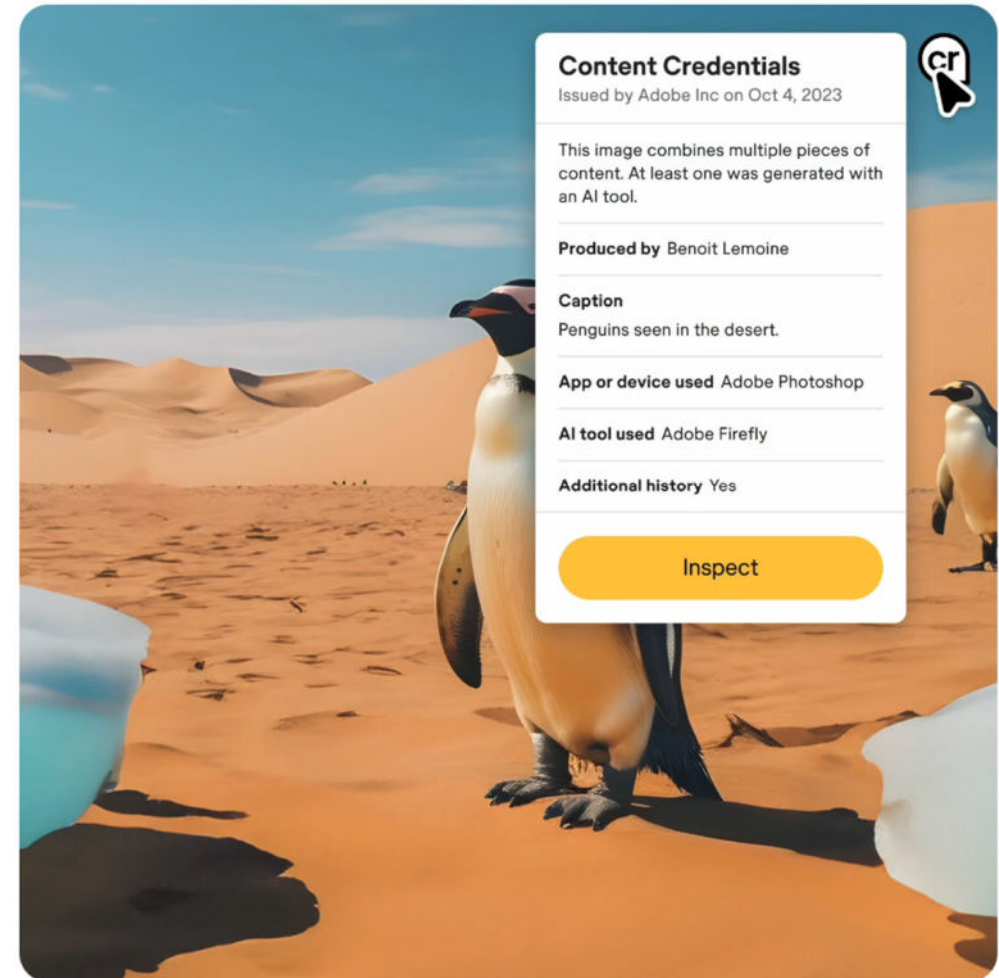 cr
Content Credentials
Issued by Adobe Inc on Oct 4, 2023
This image combines multiple pieces of
content. At least one was generated with
an AI tool.
Produced by Benoit Lemoine
Caption
Penguins seen in the desert.
App or device used Adobe Photoshop
AI tool used Adobe Firefly
Additional history Yes
Inspect